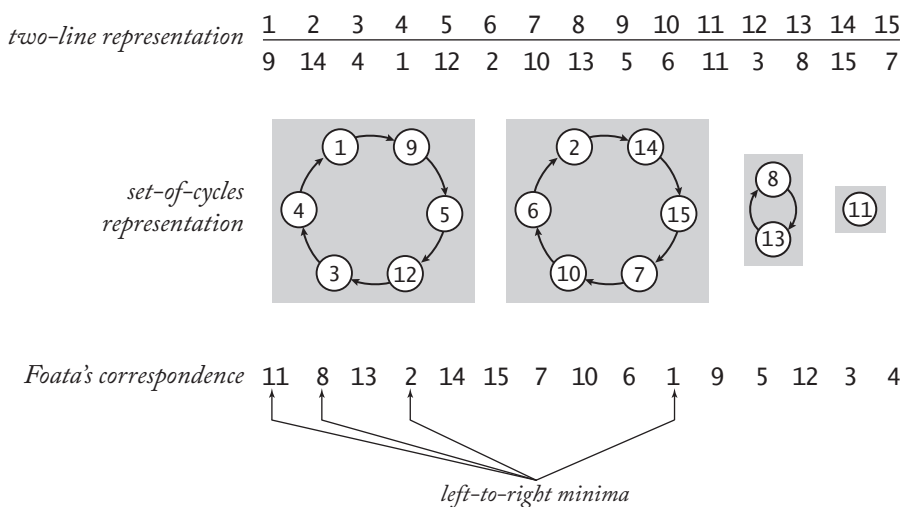 two-line representation 1 2 3 4 5 6 7 8 9 10 11 12 13 14 15
9 14 4 1 12 2 10 13 5 6 11 3 8 15 7
set-of-cycles
representation
1 9 2 14 8
4 5 6 15 11
3 12 10 7 13
Foata's correspondence 11 8 13 2 14 15 7 10 6 1 9 5 12 3 4
left-to-right minima